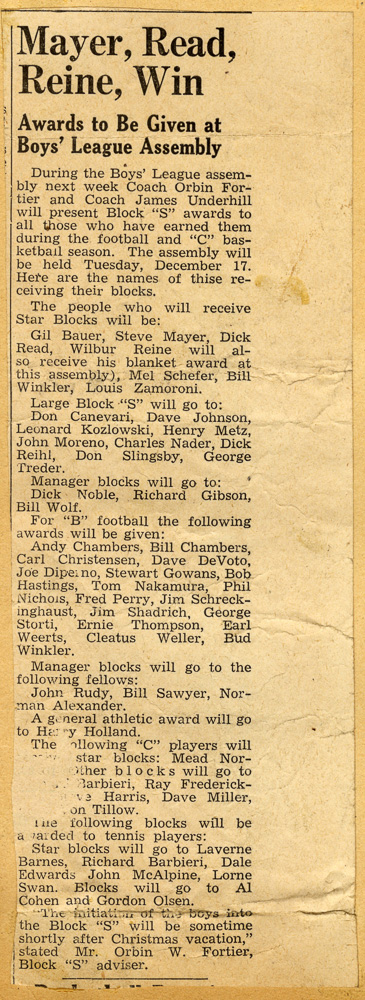 Mayer, Read,
Reine, Win
Awards to Be Given at
Boys' League Assembly
During the Boys' League assem-
bly next week Coach Orbin For-
tier and Coach James Underhill
will present Block "S" awards to
all those who have earned them
during the football and "C" bas-
ketball season. The assembly will
be held Tuesday, December 17.
Here are the names of thise re-
ceiving their blocks.
The people who will receive
Star Blocks will be:
Gil Bauer, Steve Mayer, Dick
Read, Wilbur Reine will al-
so receive his blanket award at
this assembly), Mel Schefer, Bill
Winkler, Louis Zamoroni.
Large Block "S" will go to:
Don Canevari, Dave Johnson,
Leonard Kozlowski, Henry Metz,
John Moreno, Charles Nader, Dick
Reihl, Don Slingsby, George
Treder.
Manager blocks will go to:
Dick Noble, Richard Gibson,
Bill Wolf.
For "B" football the following
awards will be given:
Andy Chambers, Bill Chambers,
Carl Christensen, Dave DeVoto,
Joe Stewart Gowans, Bob
Hastings, Tom Nakamura, Phil
Nichols, Fred Perry, Jim Schreck-
inghaust, Jim Shadrich, George
Storti, Ernie Thompson, Earl
Weerts, Cleatus Weller, Bud
Winkler.
Manager blocks will go to the
following fellows:
John Rudy, Bill Sawyer, Nor-
man Alexander.
A general athletic award will go
to Harry Holland.
The following "C" players will
star blocks: Mead Nor-
other blocks will go to
Barbieri, Ray Frederick-
Harris, Dave Miller,
on Tillow.
The following blocks will be
awarded to tennis players:
Star blocks will go to Laverne
Barnes, Richard Barbieri, Dale
Edwards John McAlpine, Lorne
Swan. Blocks will go to Al
Cohen and Gordon Olsen.
"The initiation of the boys into
the Block "S" will be sometime
shortly after Christmas vacation,"
stated Mr. Orbin W. Fortier,
Block "S" adviser.